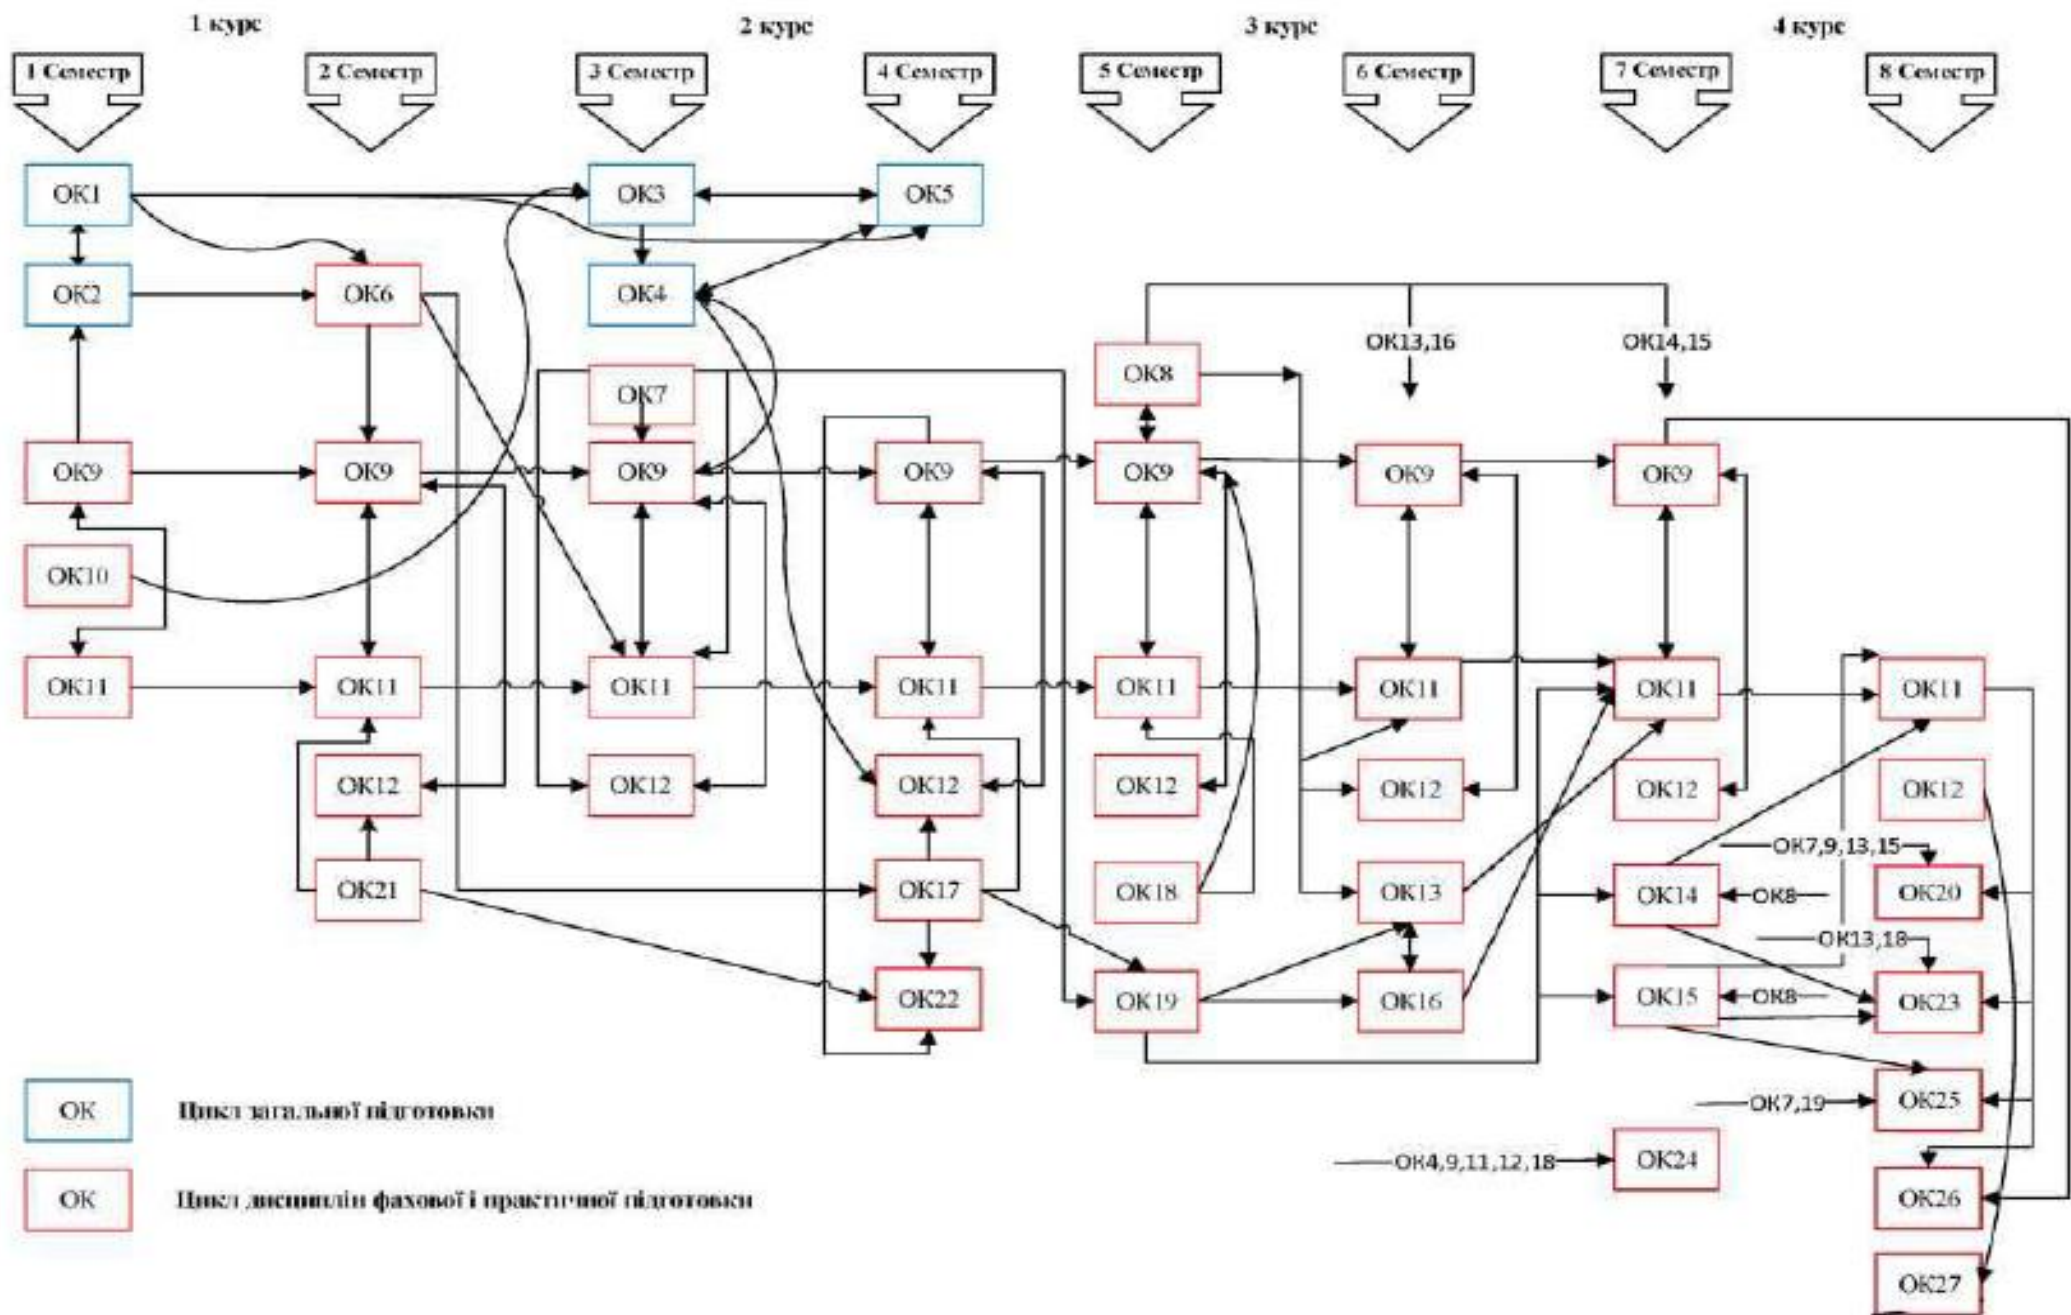 1 курс
2 курс
3 курс
4 курс
1 Семестр
2 Семестр
3 Семестр
4 Семестр
5 Семестр
6 Семестр
7 Семестр
8 Семестр
ОК1
ОК3
ОК5
ОК2
ОК6
ОК4
ОК13,16
ОК14,15
ОК8
ОК7
ОК9
ОК9
ОК9
ОК9
ОК9
ОК9
ОК9
ОК10
ОК11
ОК11
ОК11
ОК11
ОК11
ОК11
ОК11
ОК11
ОК12
ОК12
ОК12
ОК12
ОК12
ОК12
ОК12
ОК7,9,13,15
ОК21
ОК17
ОК18
ОК13
ОК14
ОК8
ОК20
ОК13,18
ОК22
ОК19
ОК16
ОК15
ОК8
ОК23
ОК7,19
ОК25
ОК4,9,11,12,18
ОК24
ОК26
ОК27
ОК Цикл загальної підготовки
ОК Цикл дисциплін фахової і практичної підготовки